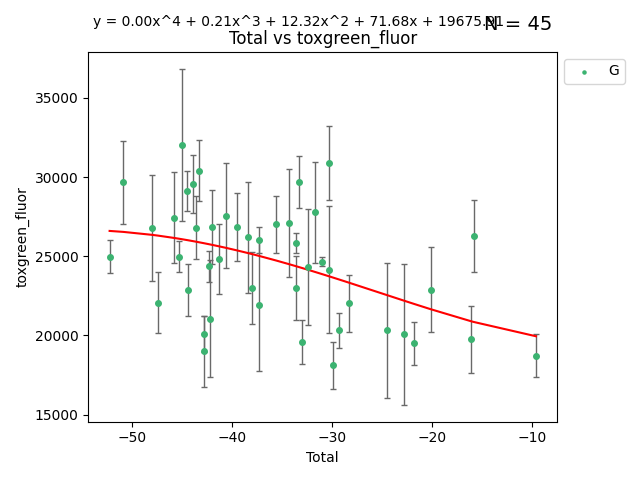 y = 0.00x^4 + 0.21x^3 + 12.32x^2 + 71.68x + 19675.
N = 45
Total vs toxgreen_fluor
G
35000
30000
25000
20000
15000
toxgreen_fluor
−50
−40
−30
−20
−10
Total